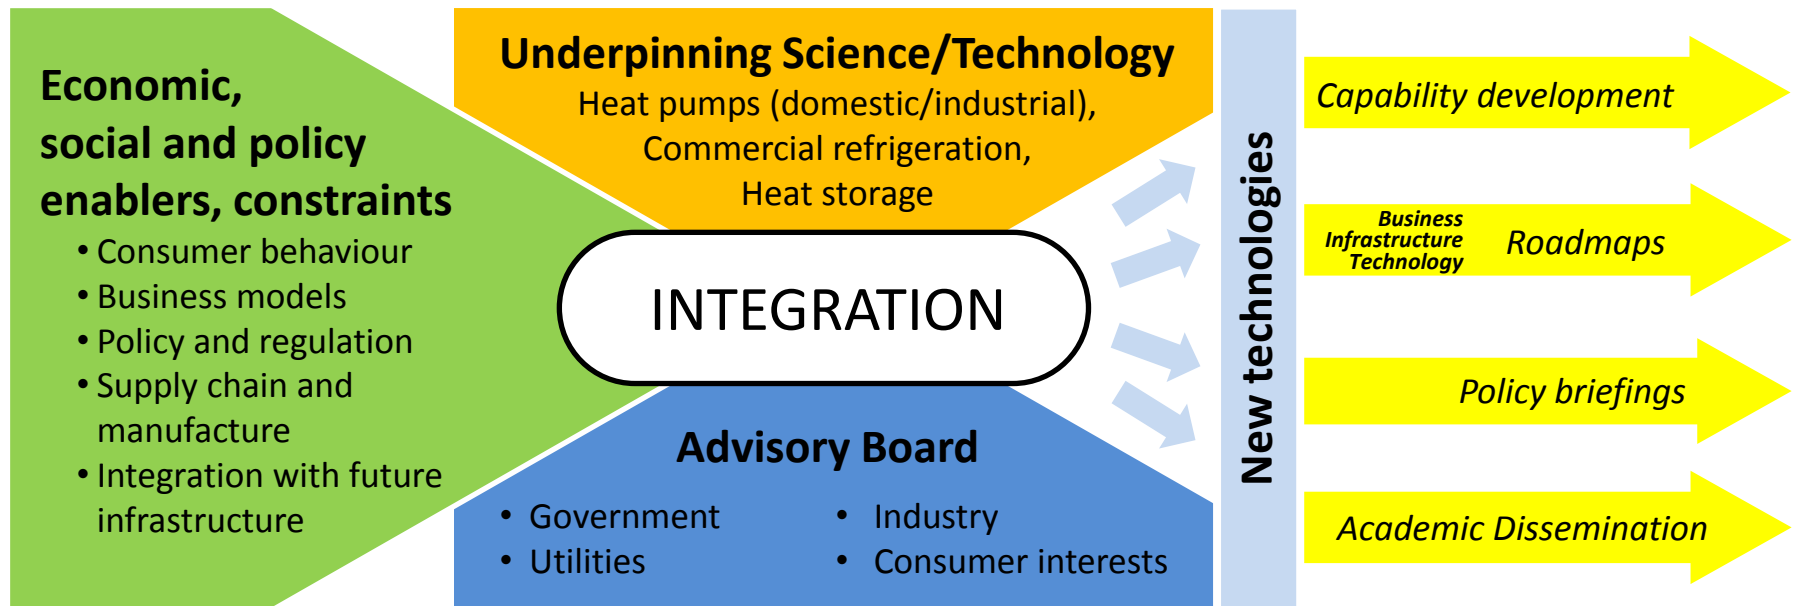 Economic,
social and policy
enablers, constraints
• Consumer behaviour
• Business models
• Policy and regulation
• Supply chain and
manufacture
• Integration with future
infrastructure
Underpinning Science/Technology
Heat pumps (domestic/industrial),
Commercial refrigeration,
Heat storage
INTEGRATION
Advisory Board
• Government
• Utilities
• Industry
• Consumer interests
New technologies
Capability development
Business
Infrastructure
Technology
Roadmaps
Policy briefings
Academic Dissemination